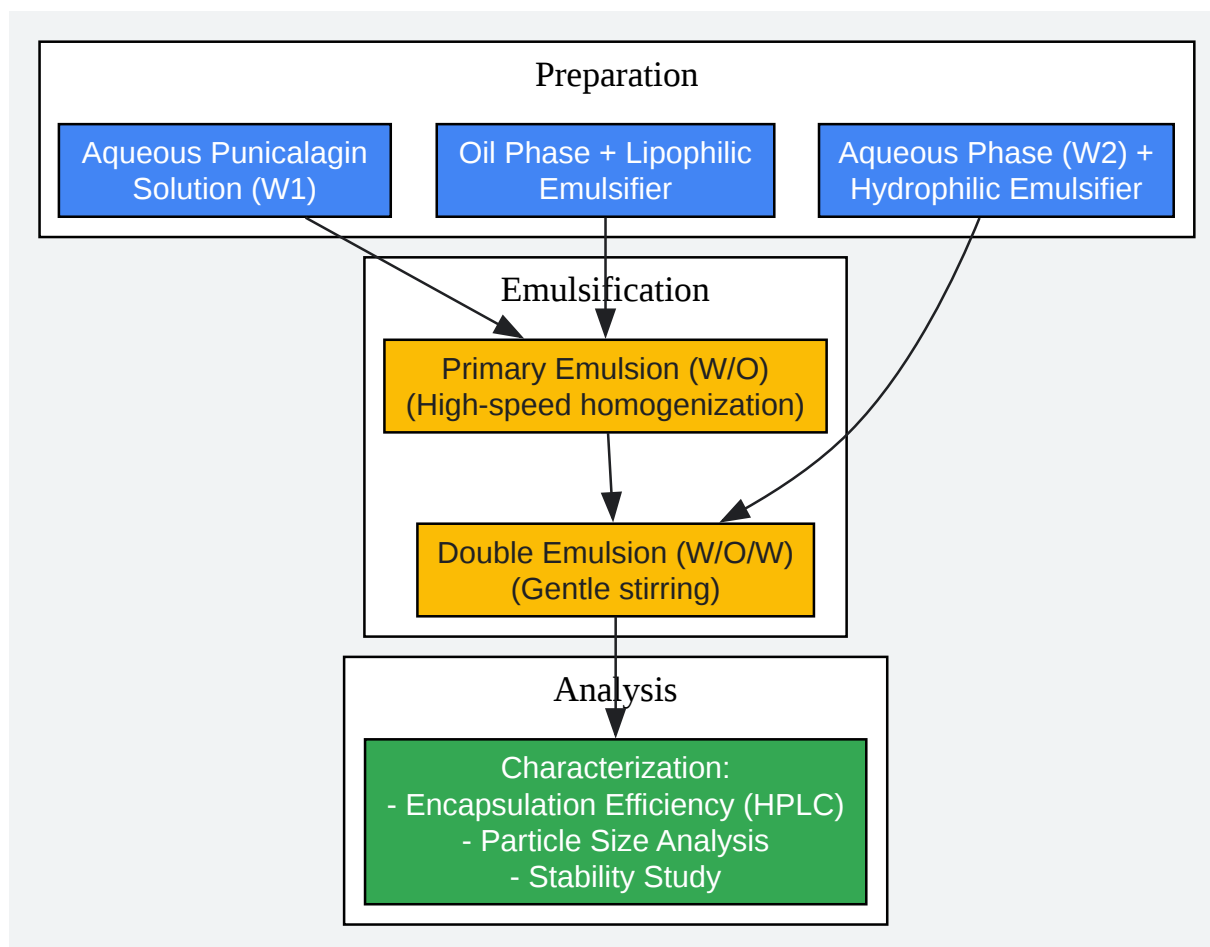 Preparation
Aqueous Punicalagin
Solution (W1)
Oil Phase + Lipophilic
Emulsifier
Aqueous Phase (W2) +
Hydrophilic Emulsifier
Emulsification
Primary Emulsion (W/O)
(High-speed homogenization)
Double Emulsion (W/O/W)
(Gentle stirring)
Analysis
Characterization:
- Encapsulation Efficiency (HPLC)
- Particle Size Analysis
- Stability Study